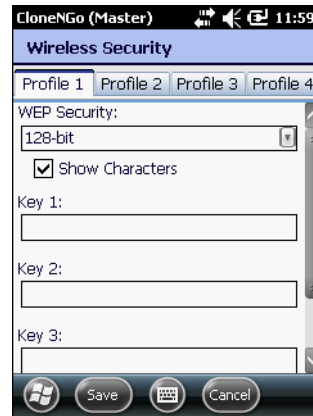 CloneNGo (Master) 11:59
Wireless Security
Profile 1 Profile 2 Profile 3 Profile 4
WEP Security:
128-bit
Show Characters
Key 1:
Key 2:
Key 3:
Save Cancel